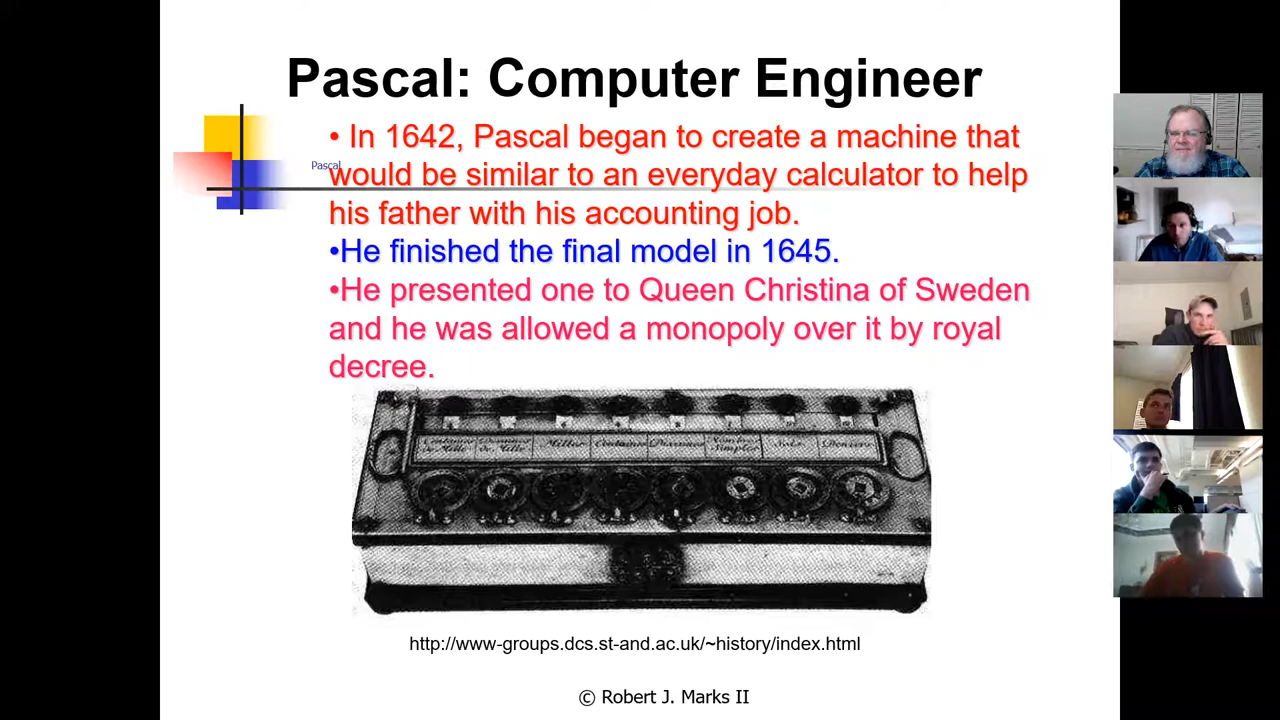 Pascal: Computer Engineer
• In 1642, Pascal began to create a machine that
Pascal
would be similar to an everyday calculator to help
his father with his accounting job.
•He finished the final model in 1645.
•He presented one to Queen Christina of Sweden
and he was allowed a monopoly over it by royal
decree.
http://www-groups.dcs.st-and.ac.uk/~history/index.html
© Robert J. Marks II